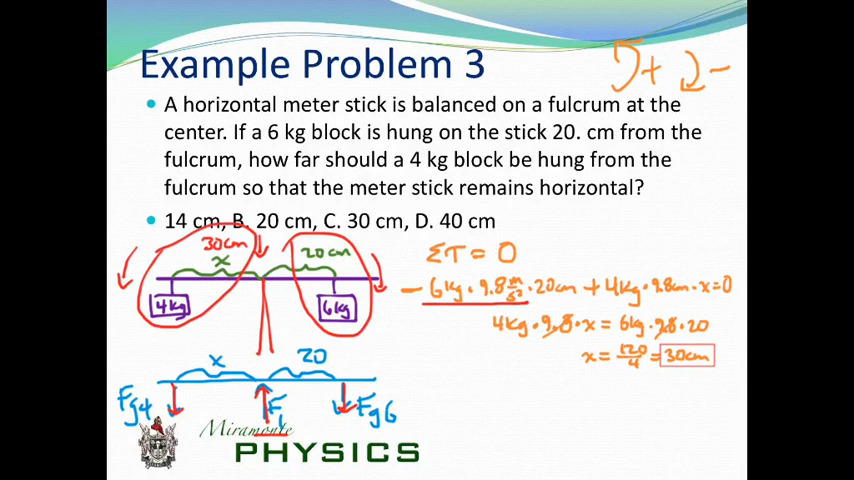 Example Problem 3
+ -
A horizontal meter stick is balanced on a fulcrum at the
center. If a 6 kg block is hung on the stick 20. cm from the
fulcrum, how far should a 4 kg block be hung from the
fulcrum so that the meter stick remains horizontal?
14 cm, B. 20 cm, C. 30 cm, D. 40 cm
30cm
x 20cm
4kg 6kg
ΣT = 0
- 6kg · 9.8 m/s² · 20cm + 4kg · 9.8cm · x = 0
4kg · 9.8 · x = 6kg · 9.8 · 20
x = 120/4 = 30cm
x 20
Fg4 Fg6
Miramonte
PHYSICS